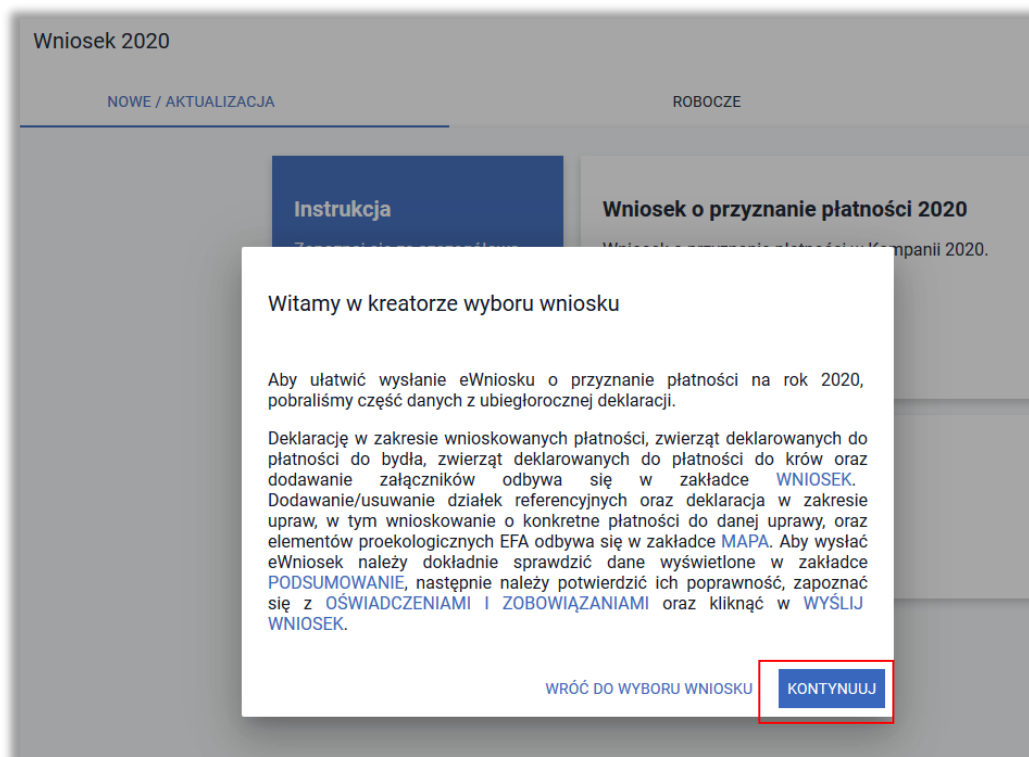 Wniosek 2020
NOWE / AKTUALIZACJA
ROBOCZE
Instrukcja
Wniosek o przyznanie płatności 2020
Wniosek o przyznanie płatności w Kampanii 2020.
Witamy w kreatorze wyboru wniosku
Aby ułatwić wysłanie eWniosku o przyznanie płatności na rok 2020,
pobraliśmy część danych z ubiegłorocznej deklaracji.
Deklarację w zakresie wnioskowanych płatności, zwierząt deklarowanych do
płatności do bydła, zwierząt deklarowanych do płatności do krów oraz
dodawanie załączników odbywa się w zakładce WNIOSEK.
Dodawanie/usuwanie działek referencyjnych oraz deklaracja w zakresie
upraw, w tym wnioskowanie o konkretne płatności do danej uprawy, oraz
elementów proekologicznych EFA odbywa się w zakładce MAPA. Aby wysłać
eWniosek należy dokładnie sprawdzić dane wyświetlone w zakładce
PODSUMOWANIE, następnie należy potwierdzić ich poprawność, zapoznać
się z OŚWIADCZENIAMI I ZOBOWIĄZANIAMI oraz kliknąć w WYŚLIJ
WNIOSEK.
WRÓĆ DO WYBORU WNIOSKU
KONTYNUUJ